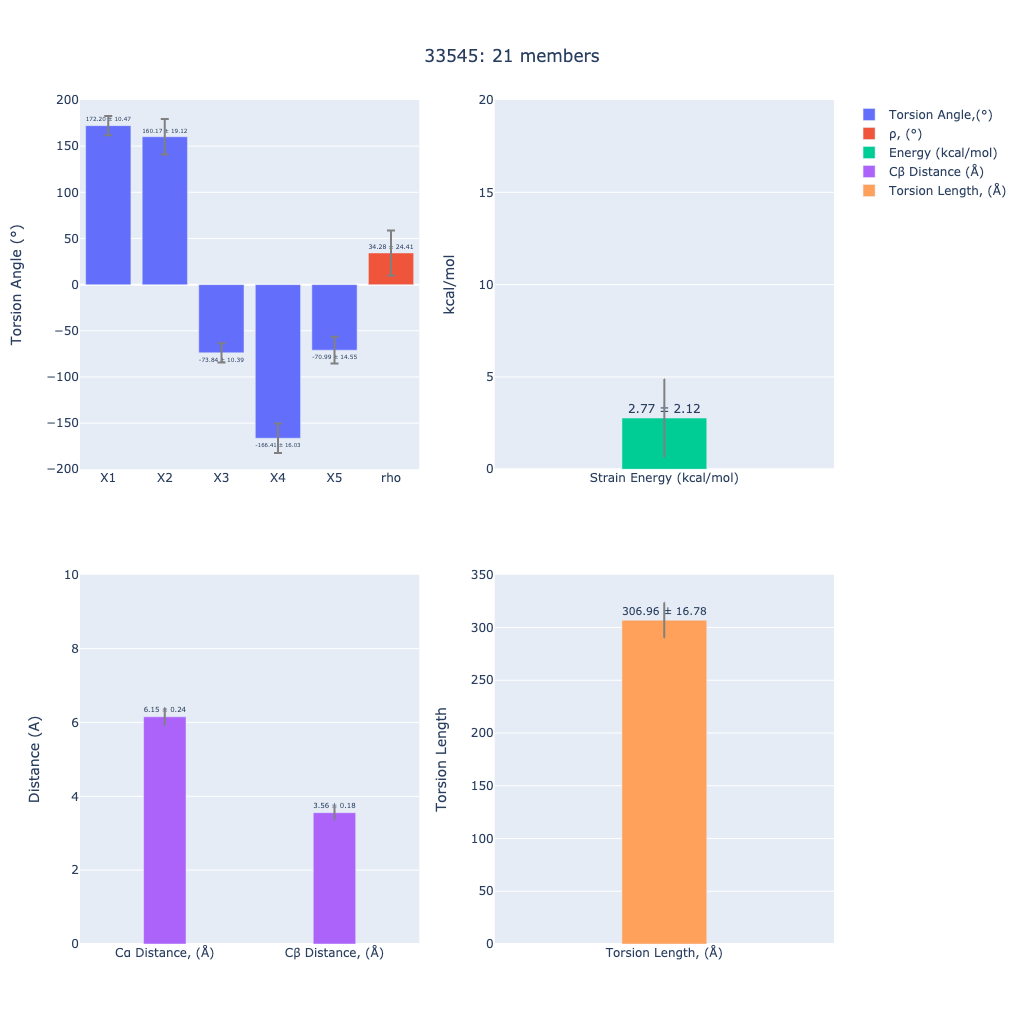 33545: 21 members
200
150
100
50
0
−50
−100
−150
−200
Torsion Angle (°)
172.20 ± 10.47
160.17 ± 19.12
-73.84 ± 10.39
-166.41 ± 16.03
-70.99 ± 14.55
34.28 ± 24.41
X1 X2 X3 X4 X5 rho
20
15
10
5
0
kcal/mol
2.77 ± 2.12
Strain Energy (kcal/mol)
Torsion Angle,(°)
ρ, (°)
Energy (kcal/mol)
Cβ Distance (Å)
Torsion Length, (Å)
10
8
6
4
2
0
Distance (A)
6.15 ± 0.24
3.56 ± 0.18
Cα Distance, (Å) Cβ Distance, (Å)
350
300
250
200
150
100
50
0
Torsion Length
306.96 ± 16.78
Torsion Length, (Å)